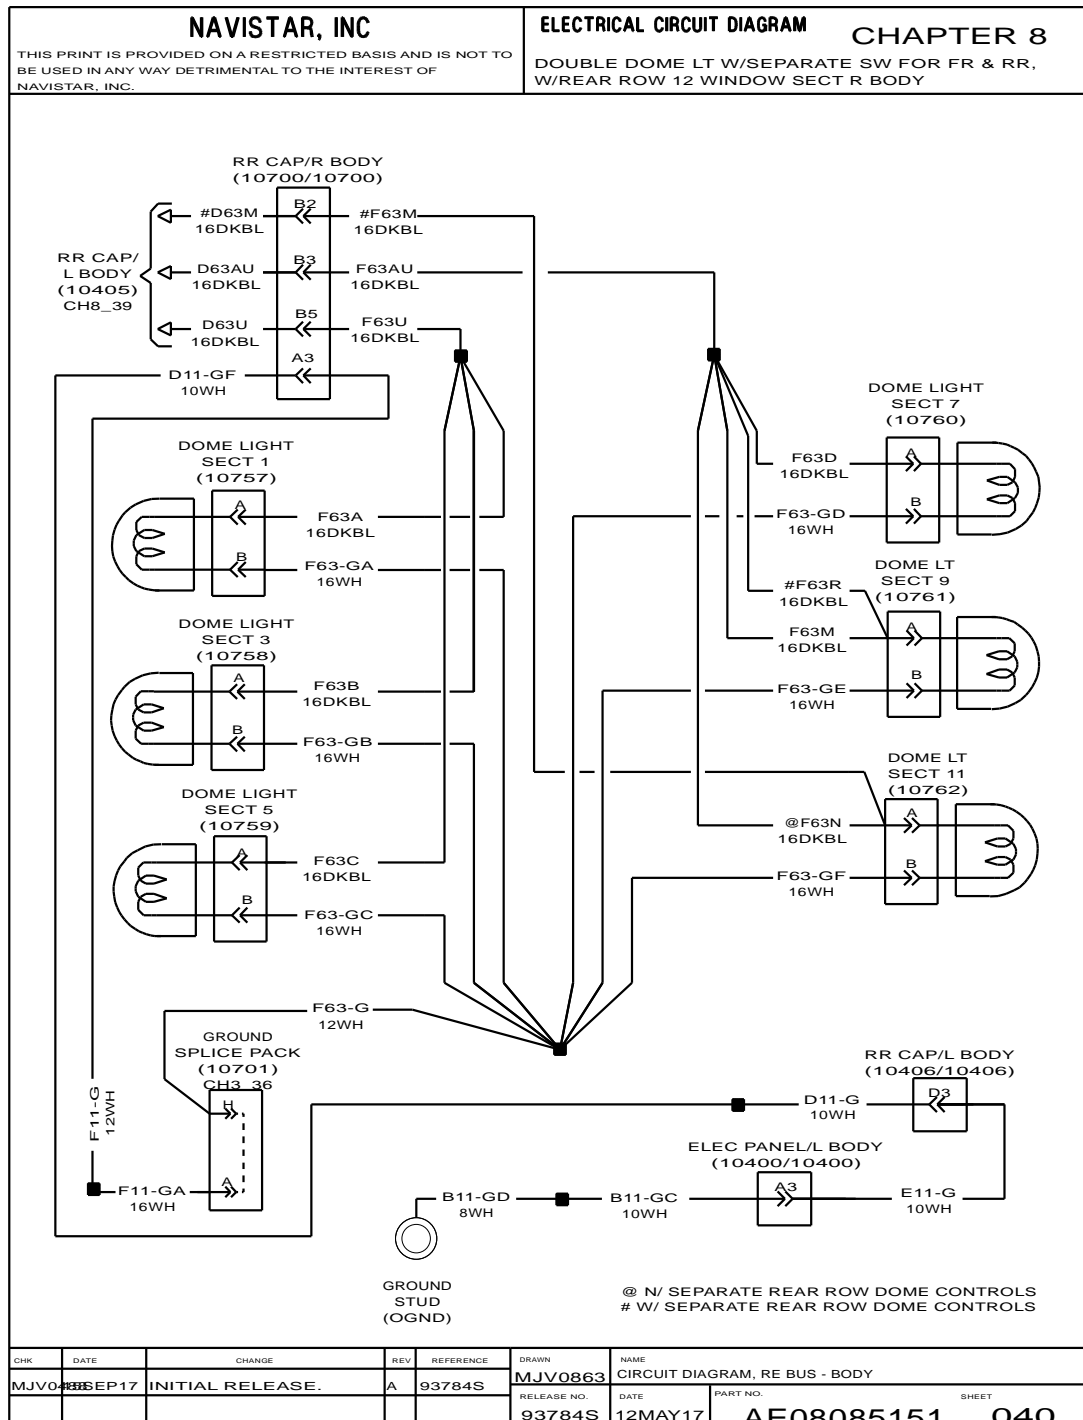 NAVISTAR, INC
THIS PRINT IS PROVIDED ON A RESTRICTED BASIS AND IS NOT TO
BE USED IN ANY WAY DETRIMENTAL TO THE INTEREST OF
NAVISTAR, INC.
ELECTRICAL CIRCUIT DIAGRAM
CHAPTER 8
DOUBLE DOME LT W/SEPARATE SW FOR FR & RR,
W/REAR ROW 12 WINDOW SECT R BODY
RR CAP/R BODY
(10700/10700)
#D63M
16DKBL
B2
#F63M
16DKBL
RR CAP/
L BODY
(10405)
CH8_39
D63AU
16DKBL
B3
F63AU
16DKBL
D63U
16DKBL
B5
F63U
16DKBL
A3
D11-GF
10WH
DOME LIGHT
SECT 1
(10757)
A
F63A
16DKBL
B
F63-GA
16WH
DOME LIGHT
SECT 3
(10758)
A
F63B
16DKBL
B
F63-GB
16WH
DOME LIGHT
SECT 5
(10759)
A
F63C
16DKBL
B
F63-GC
16WH
DOME LIGHT
SECT 7
(10760)
F63D
16DKBL
A
F63-GD
16WH
B
DOME LT
SECT 9
(10761)
#F63R
16DKBL
F63M
16DKBL
A
F63-GE
16WH
B
DOME LT
SECT 11
(10762)
@F63N
16DKBL
A
F63-GF
16WH
B
F63-G
12WH
GROUND
SPLICE PACK
(10701)
CH3_36
H
A
F11-G
12WH
F11-GA
16WH
RR CAP/L BODY
(10406/10406)
D11-G
10WH
D3
ELEC PANEL/L BODY
(10400/10400)
B11-GD
8WH
B11-GC
10WH
A3
E11-G
10WH
GROUND
STUD
(OGND)
@ N/ SEPARATE REAR ROW DOME CONTROLS
# W/ SEPARATE REAR ROW DOME CONTROLS
CHK DATE CHANGE REV REFERENCE
SEP17 INITIAL RELEASE. A 93784S
DRAWN
MJV0863
NAME
CIRCUIT DIAGRAM, RE BUS - BODY
RELEASE NO.
93784S
DATE
12MAY17
PART NO.
AE08085151
SHEET
040